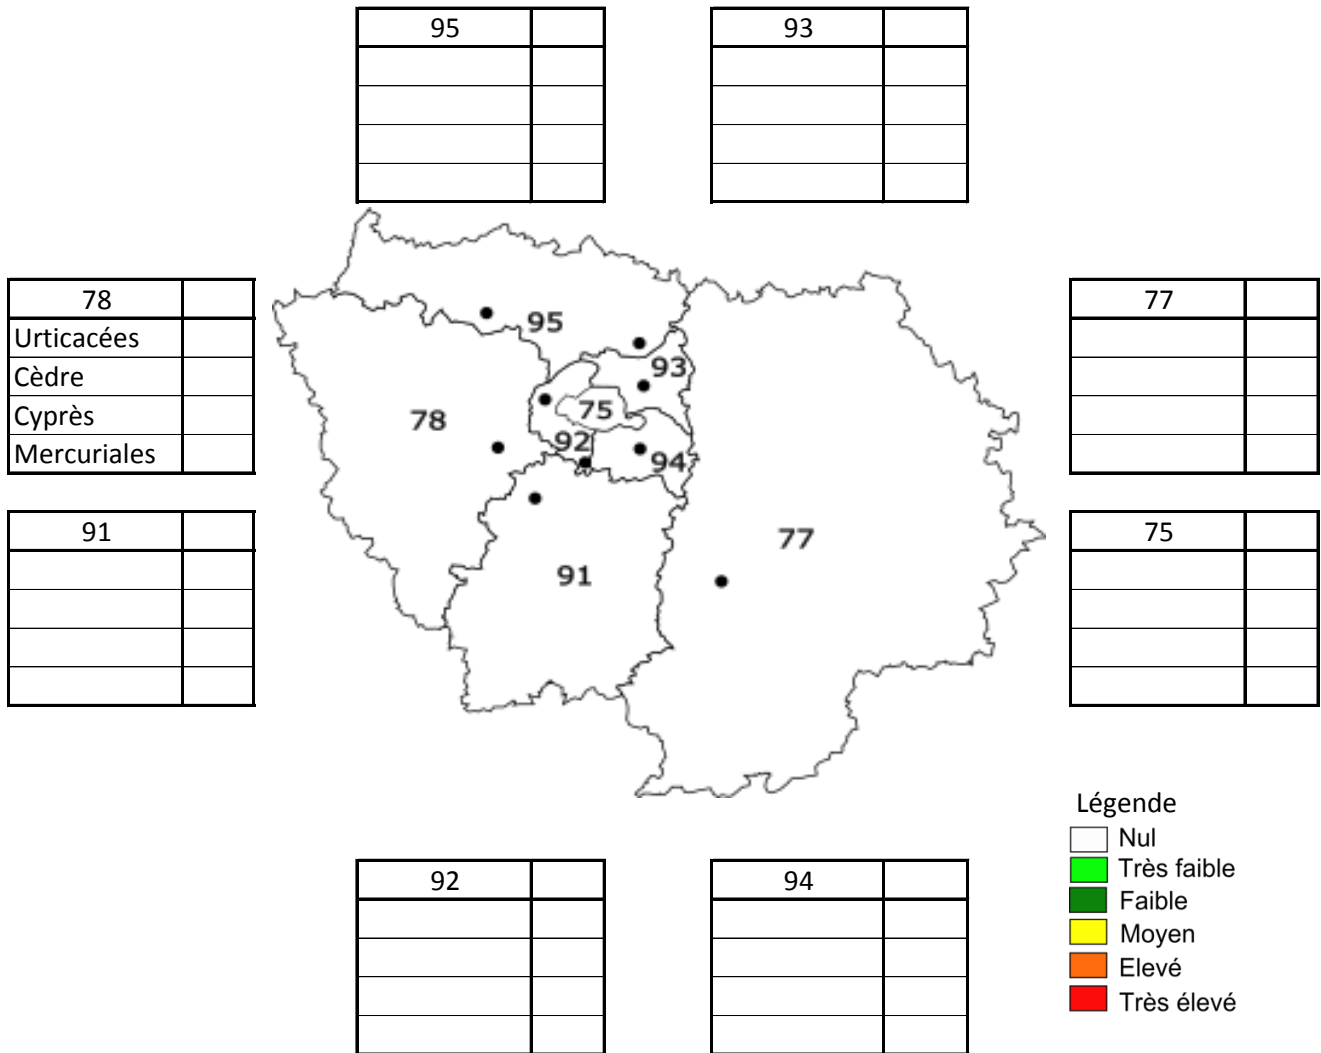 95
93
78
Urticacées
Cèdre
Cyprès
Mercuriales
77
95
93
75
78
92
94
77
91
91
75
Légende
Nul
Très faible
Faible
Moyen
Elevé
Très élevé
92
94